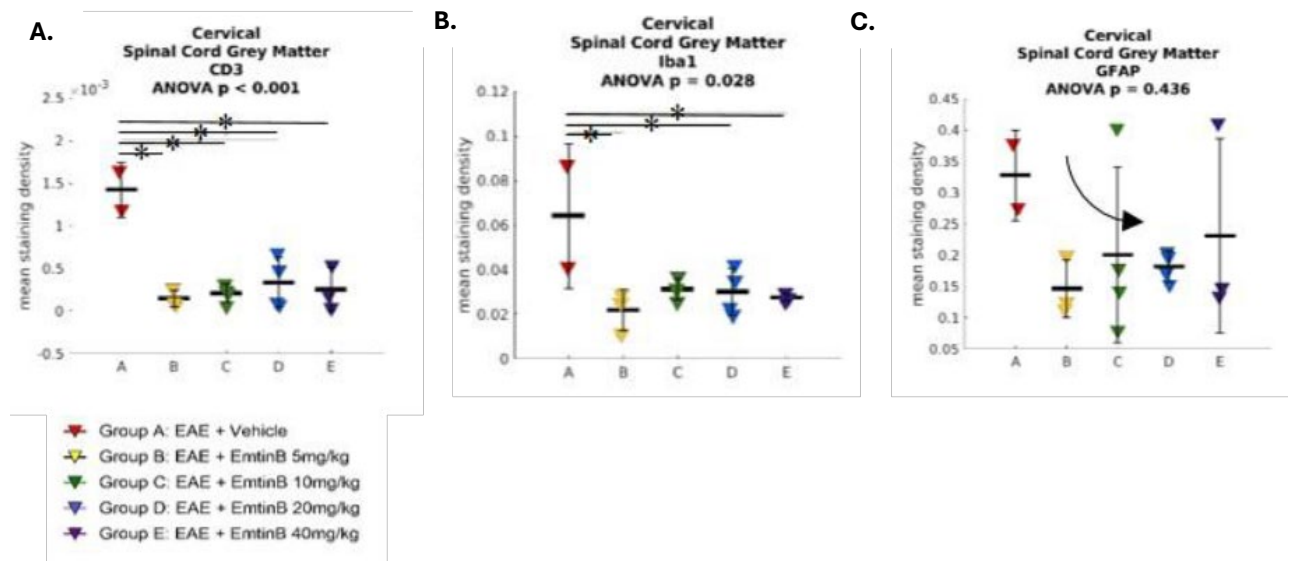 A.
Cervical
Spinal Cord Grey Matter
CD3
ANOVA p < 0.001
×10⁻³
2.5
2
1.5
1
0.5
0
-0.5
mean staining density
*
*
*
*
A B C D E
B.
Cervical
Spinal Cord Grey Matter
Iba1
ANOVA p = 0.028
0.12
0.1
0.08
0.06
0.04
0.02
0
mean staining density
*
*
*
A B C D E
C.
Cervical
Spinal Cord Grey Matter
GFAP
ANOVA p = 0.436
0.45
0.4
0.35
0.3
0.25
0.2
0.15
0.1
0.05
mean staining density
A B C D E
Group A: EAE + Vehicle
Group B: EAE + EmtinB 5mg/kg
Group C: EAE + EmtinB 10mg/kg
Group D: EAE + EmtinB 20mg/kg
Group E: EAE + EmtinB 40mg/kg